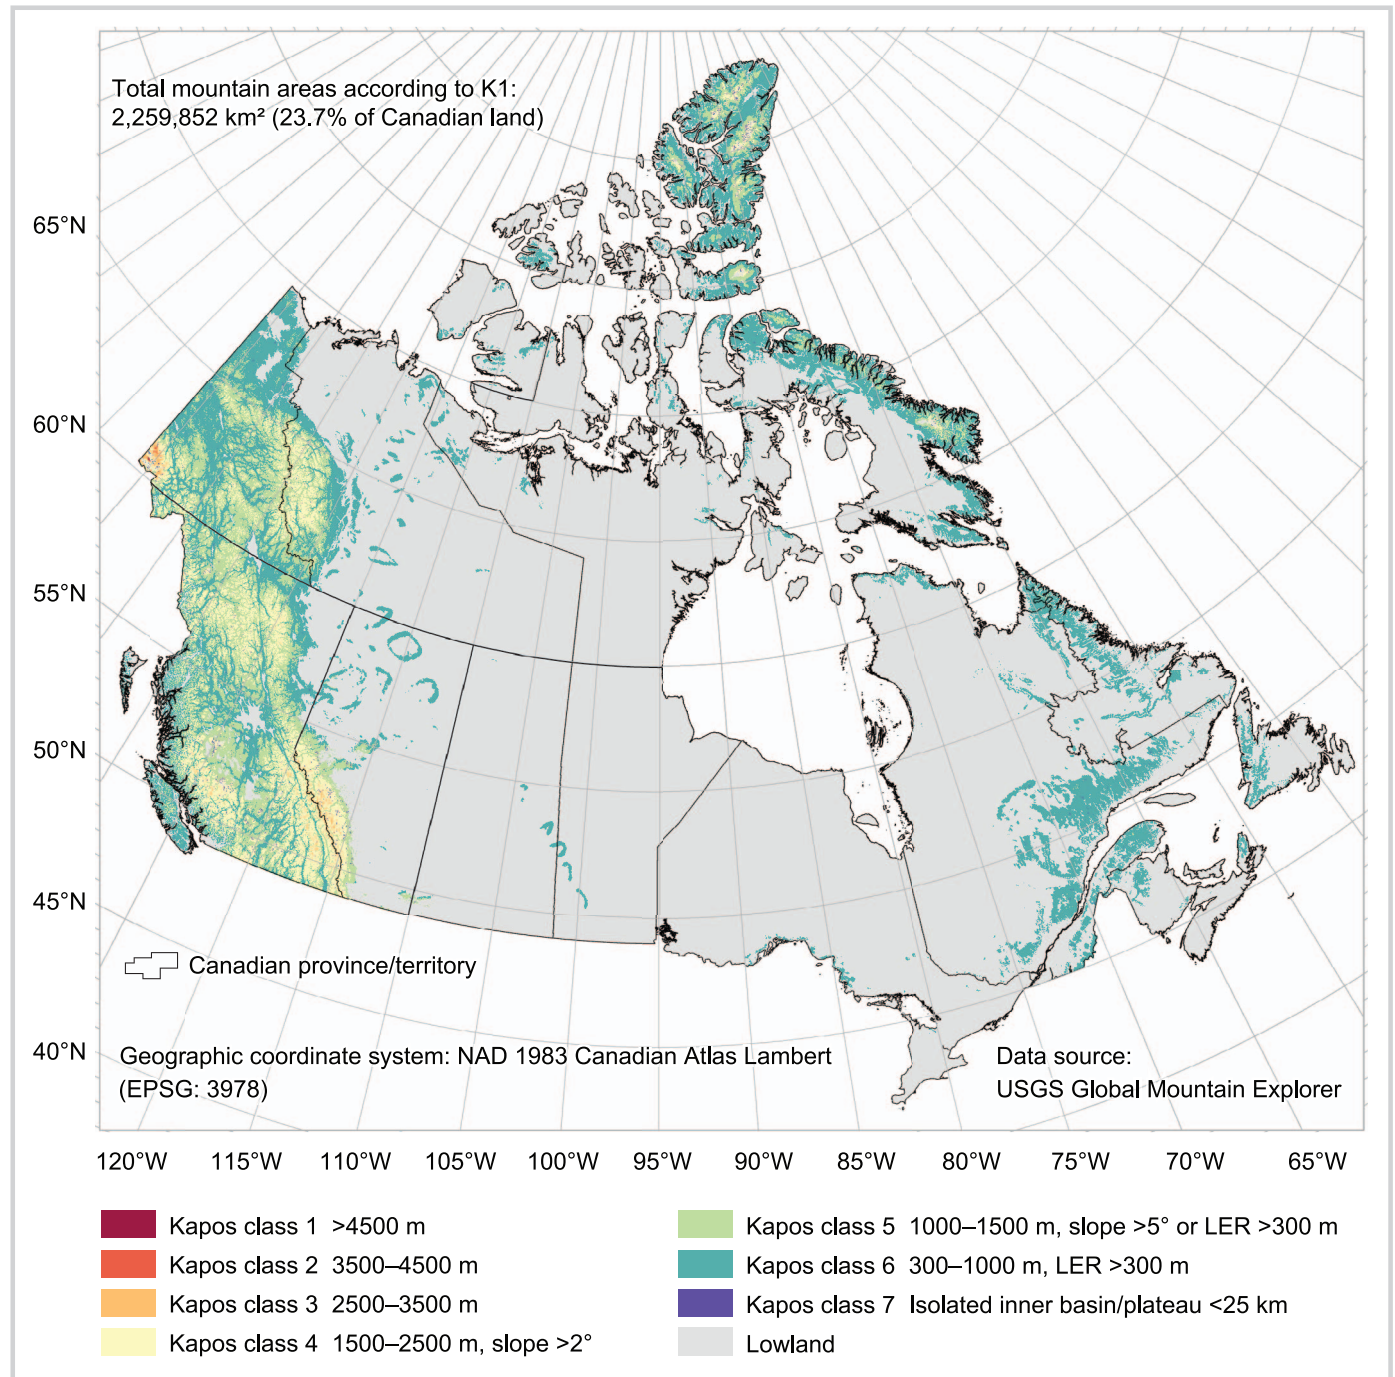 Total mountain areas according to K1:
2,259,852 km² (23.7% of Canadian land)
65°N
60°N
55°N
50°N
45°N
40°N
Canadian province/territory
Geographic coordinate system: NAD 1983 Canadian Atlas Lambert
(EPSG: 3978)
Data source:
USGS Global Mountain Explorer
120°W 115°W 110°W 105°W 100°W 95°W 90°W 85°W 80°W 75°W 70°W 65°W
Kapos class 1 >4500 m
Kapos class 2 3500–4500 m
Kapos class 3 2500–3500 m
Kapos class 4 1500–2500 m, slope >2°
Kapos class 5 1000–1500 m, slope >5° or LER >300 m
Kapos class 6 300–1000 m, LER >300 m
Kapos class 7 Isolated inner basin/plateau <25 km
Lowland